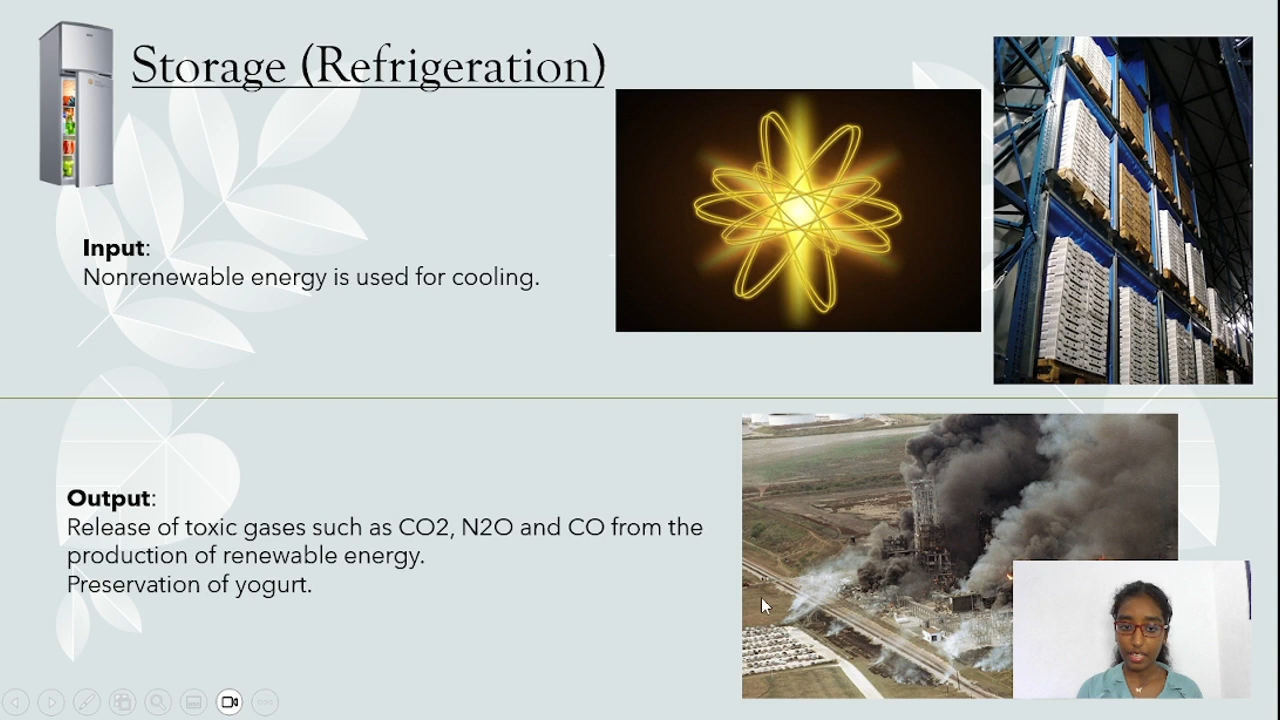 Storage (Refrigeration)
Input:
Nonrenewable energy is used for cooling.
Output:
Release of toxic gases such as CO2, N2O and CO from the
production of renewable energy.
Preservation of yogurt.